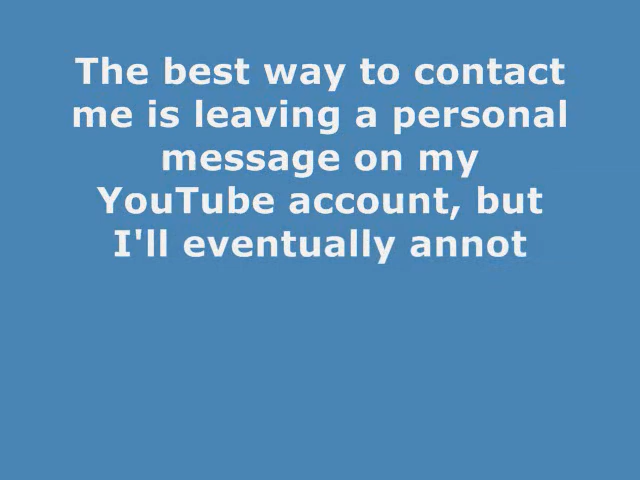 The best way to contact
me is leaving a personal
message on my
YouTube account, but
I'll eventually annot